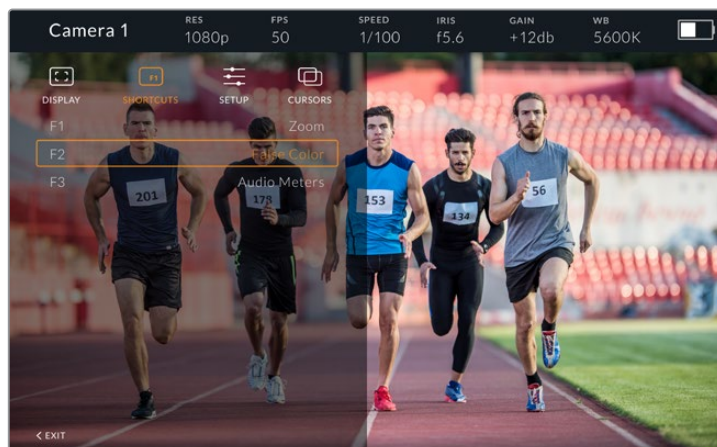 Camera 1
RES FPS SPEED IRIS GAIN WB
1080p 50 1/100 f5.6 +12db 5600K
F1
DISPLAY SHORTCUTS SETUP CURSORS
F1 Zoom
F2 False Color
F3 Audio Meters
201 178 153 134 56
< EXIT